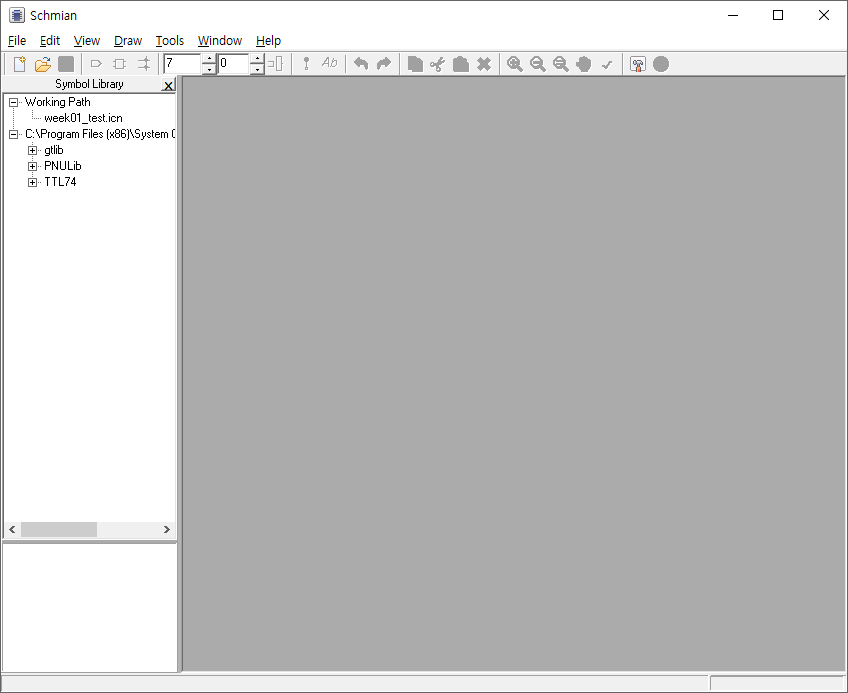 Schmian
File Edit View Draw Tools Window Help
7 0 Ab
Symbol Library
Working Path
week01_test.icn
C:\Program Files (x86)\System
gtlib
PNULib
TTL74